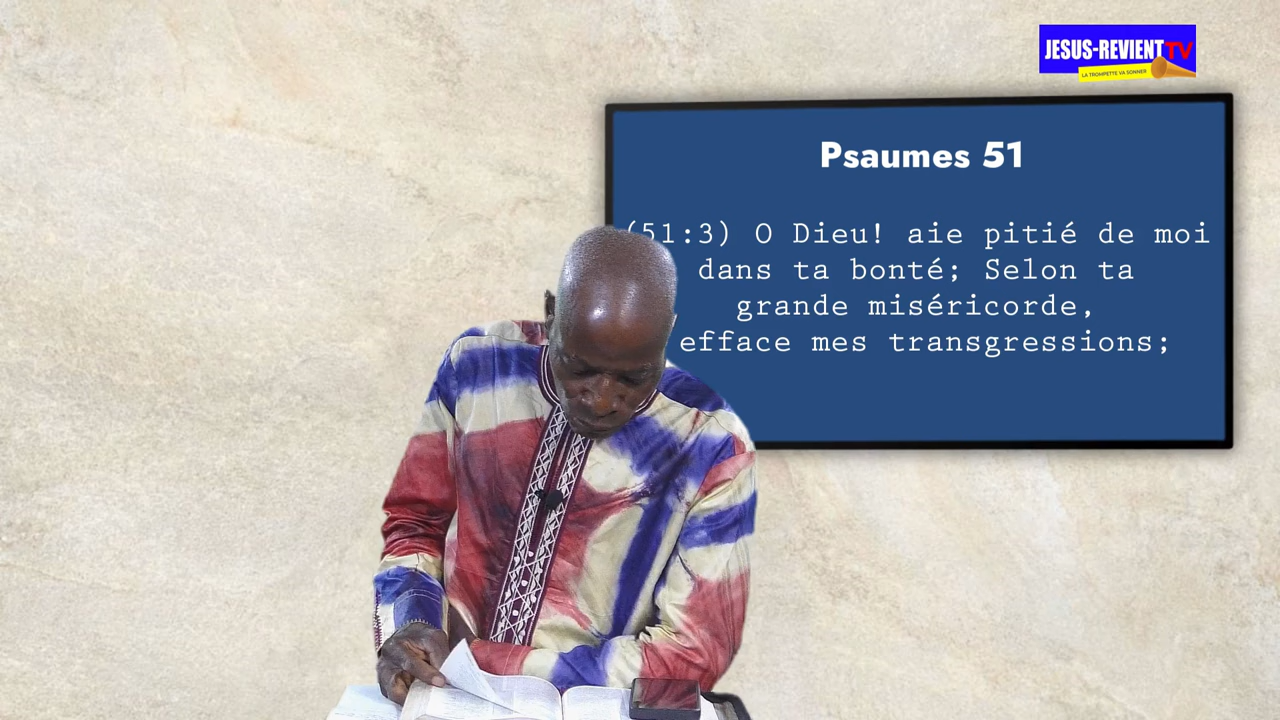 JESUS-REVIENT TV
LA TROMPETTE VA SONNER
Psaumes 51
(51:3) O Dieu! aie pitié de moi
dans ta bonté; Selon ta
grande miséricorde,
efface mes transgressions;